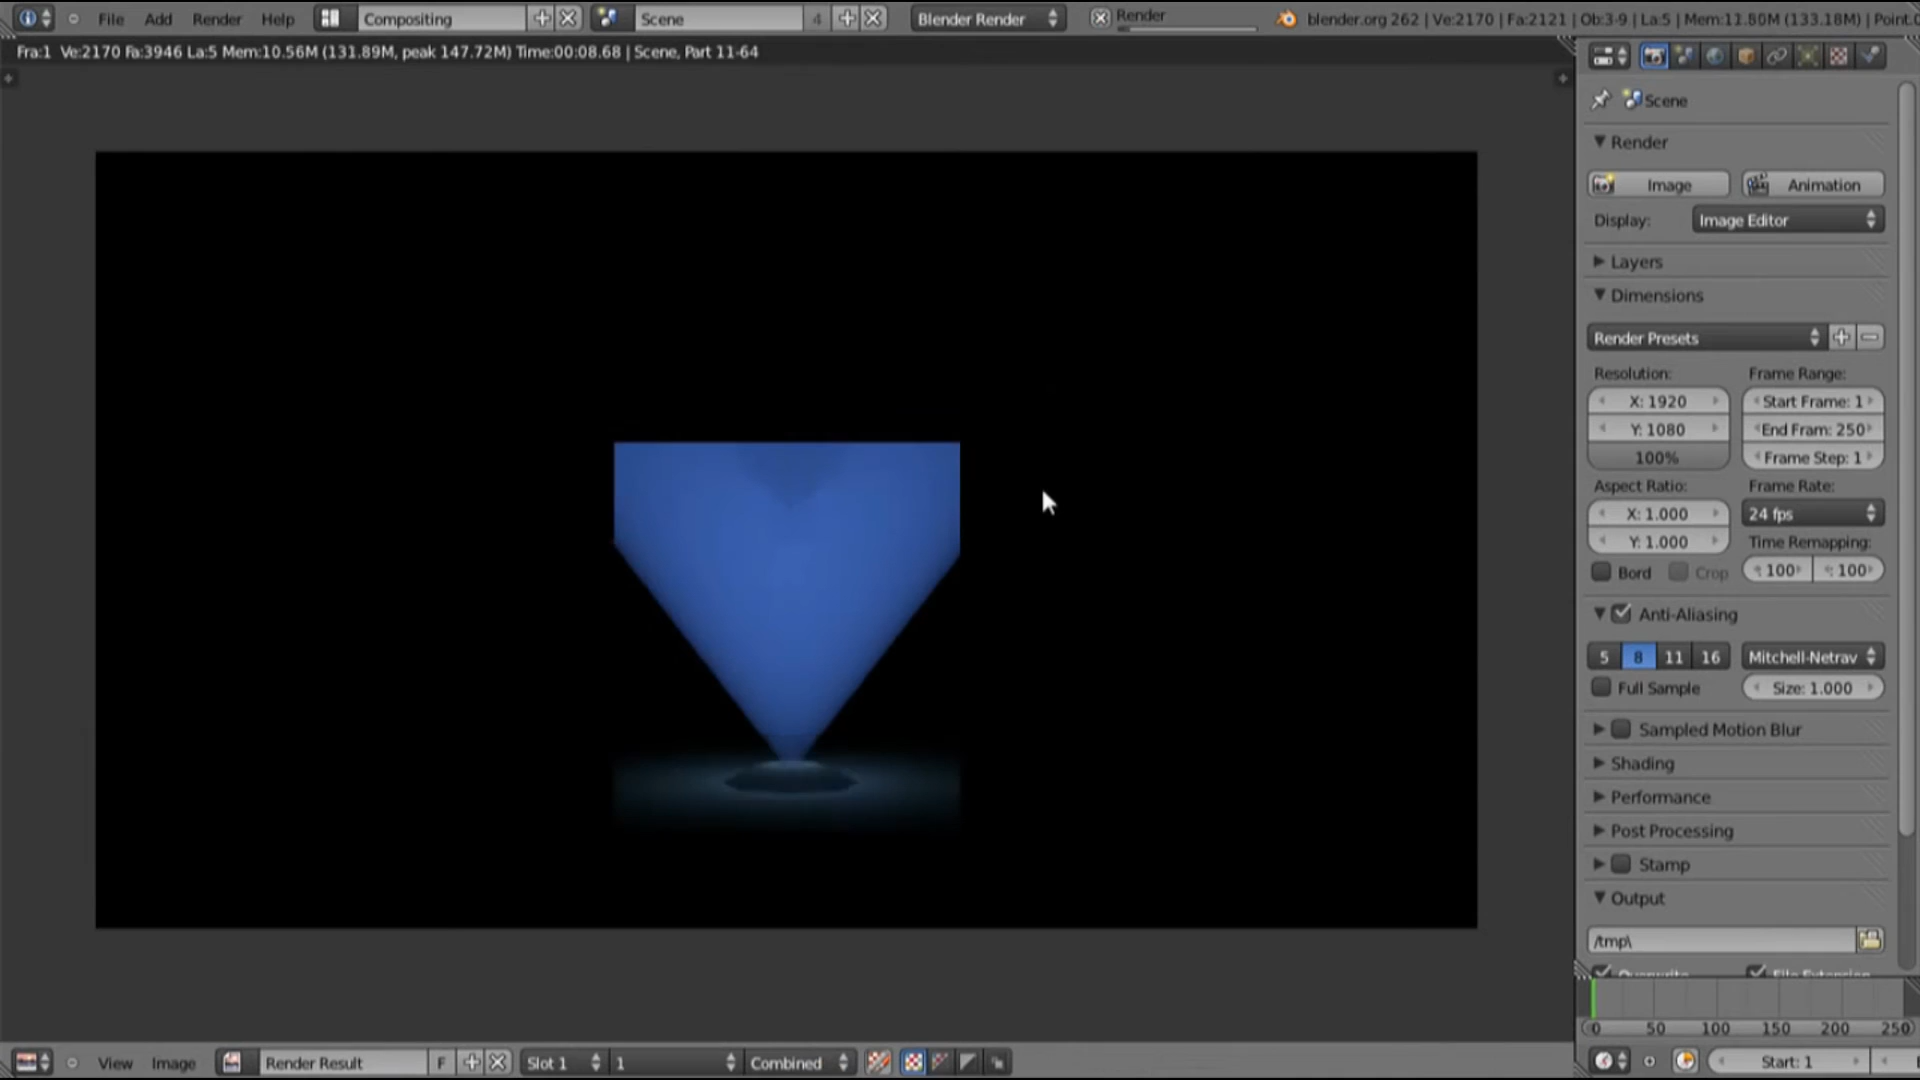 File Add Render Help Compositing Scene 4 Blender Render Render blender.org 262 | Ve:2170 | Fa:2121 | Ob:3-9 | La:5 | Mem:11.80M (133.18M) | Point.0
Fra:1 Ve:2170 Fa:3946 La:5 Mem:10.56M (131.89M, peak 147.72M) Time:00:08.68 | Scene, Part 11-64
Scene
Render
Image Animation
Display: Image Editor
Layers
Dimensions
Render Presets
Resolution: Frame Range:
X: 1920 Start Frame: 1
Y: 1080 End Fram: 250
100% Frame Step: 1
Aspect Ratio: Frame Rate:
X: 1.000 24 fps
Y: 1.000 Time Remapping:
Bord Crop 100 100
Anti-Aliasing
5 8 11 16 Mitchell-Netrav
Full Sample Size: 1.000
Sampled Motion Blur
Shading
Performance
Post Processing
Stamp
Output
/tmp\
Overwrite File Extension
0 50 100 150 200 250
View Image Render Result F Slot 1 1 Combined Start: 1